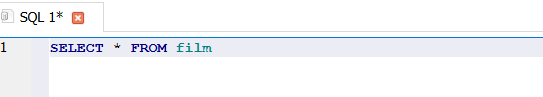 SQL 1*
1 SELECT * FROM film